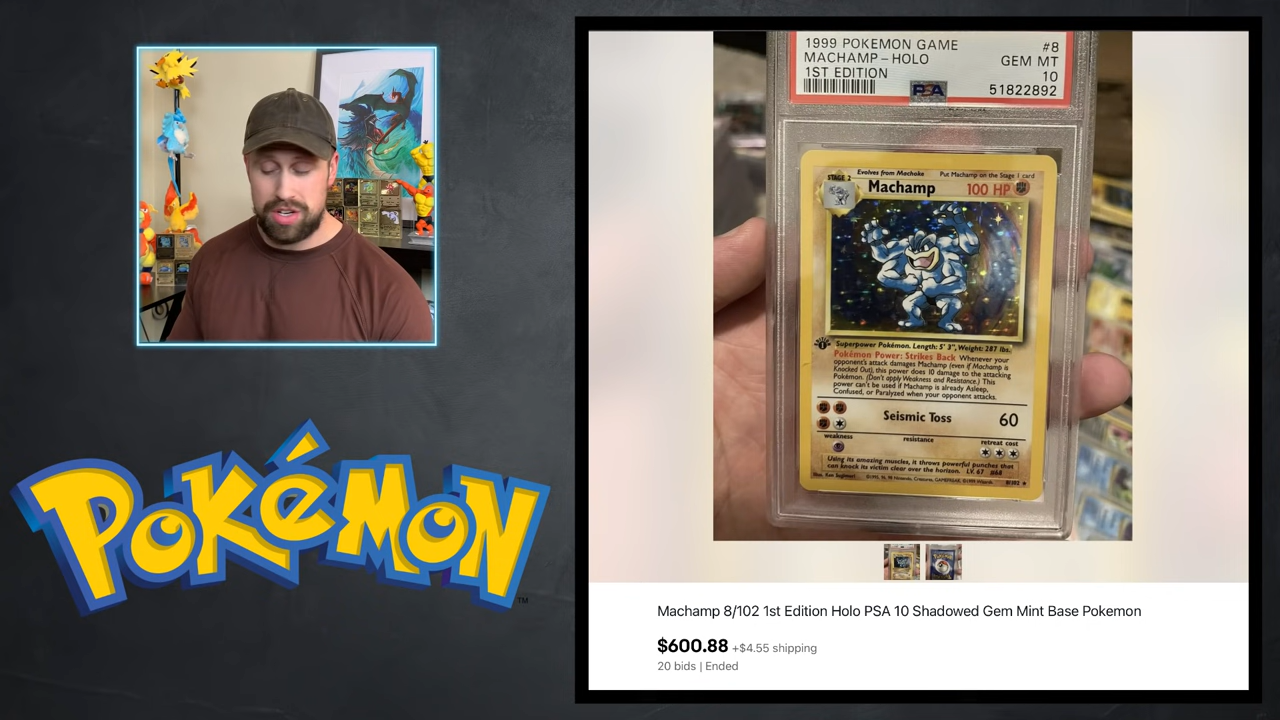 POKéMON
TM
1999 POKEMON GAME #8
MACHAMP – HOLO GEM MT
1ST EDITION 10
PSA 51822892
STAGE 2 Evolves from Machoke Put Machamp on the Stage 1 card
Machamp 100 HP
Superpower Pokémon. Length: 5' 3", Weight: 287 lbs.
Pokémon Power: Strikes Back Whenever your
opponent's attack damages Machamp (even if Machamp is
Knocked Out), this power does 10 damage to the attacking
Pokémon. (Don't apply Weakness and Resistance.) This
power can't be used if Machamp is already Asleep,
Confused, or Paralyzed when your opponent attacks.
Seismic Toss 60
weakness resistance retreat cost
Using its amazing muscles, it throws powerful punches that
can knock its victim clear over the horizon. LV. 67 #68
8/102
Machamp 8/102 1st Edition Holo PSA 10 Shadowed Gem Mint Base Pokemon
$600.88 +$4.55 shipping
20 bids | Ended